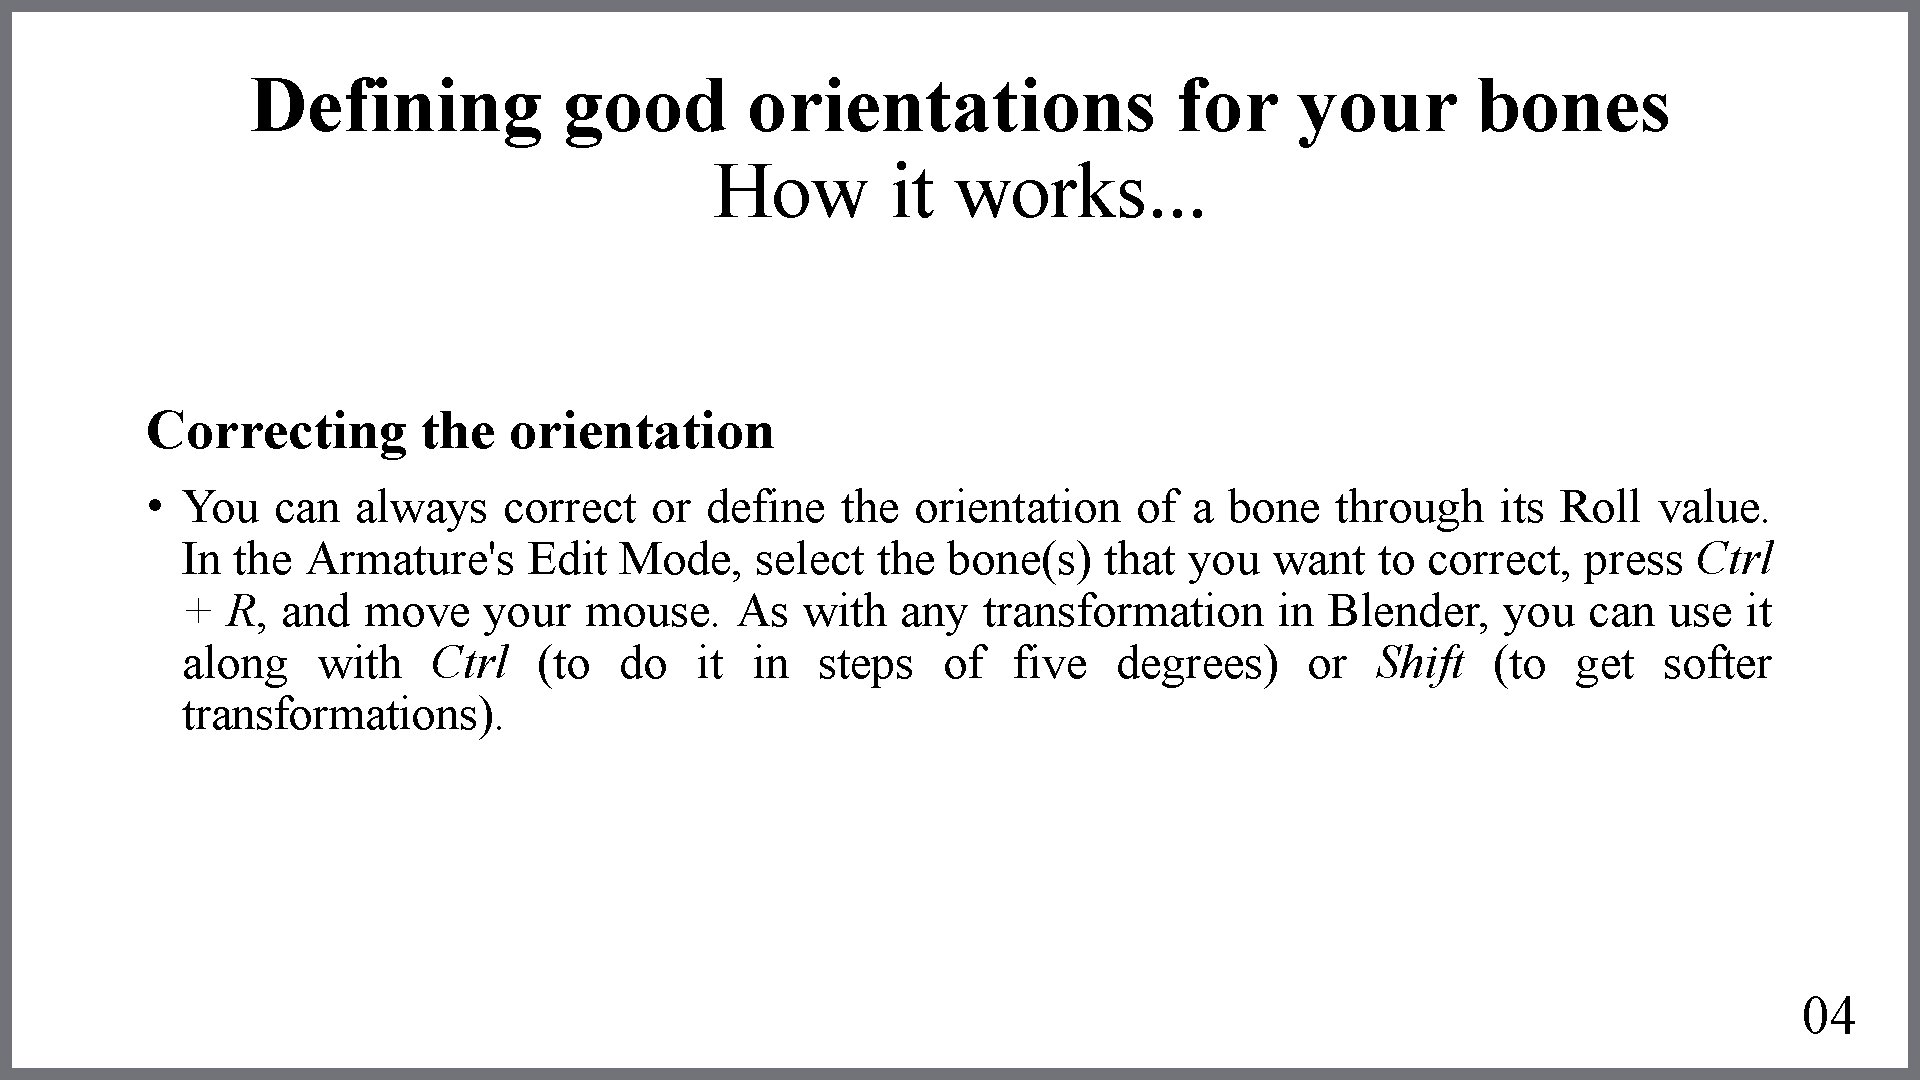 Defining good orientations for your bones
How it works...
Correcting the orientation
• You can always correct or define the orientation of a bone through its Roll value.
In the Armature's Edit Mode, select the bone(s) that you want to correct, press Ctrl
+ R, and move your mouse. As with any transformation in Blender, you can use it
along with Ctrl (to do it in steps of five degrees) or Shift (to get softer
transformations).
04